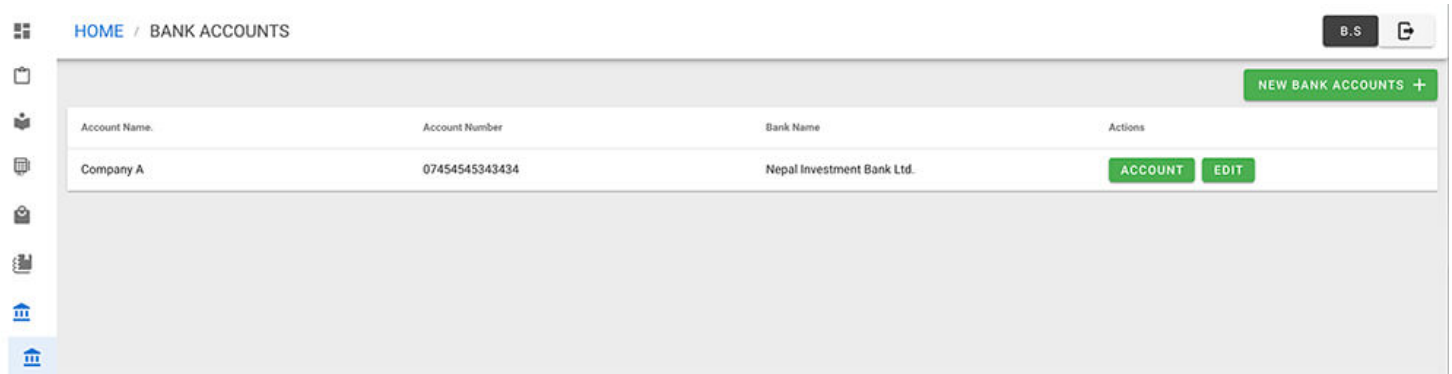 HOME / BANK ACCOUNTS
B.S
NEW BANK ACCOUNTS +
Account Name. Account Number Bank Name Actions
Company A 07454545343434 Nepal Investment Bank Ltd. ACCOUNT EDIT